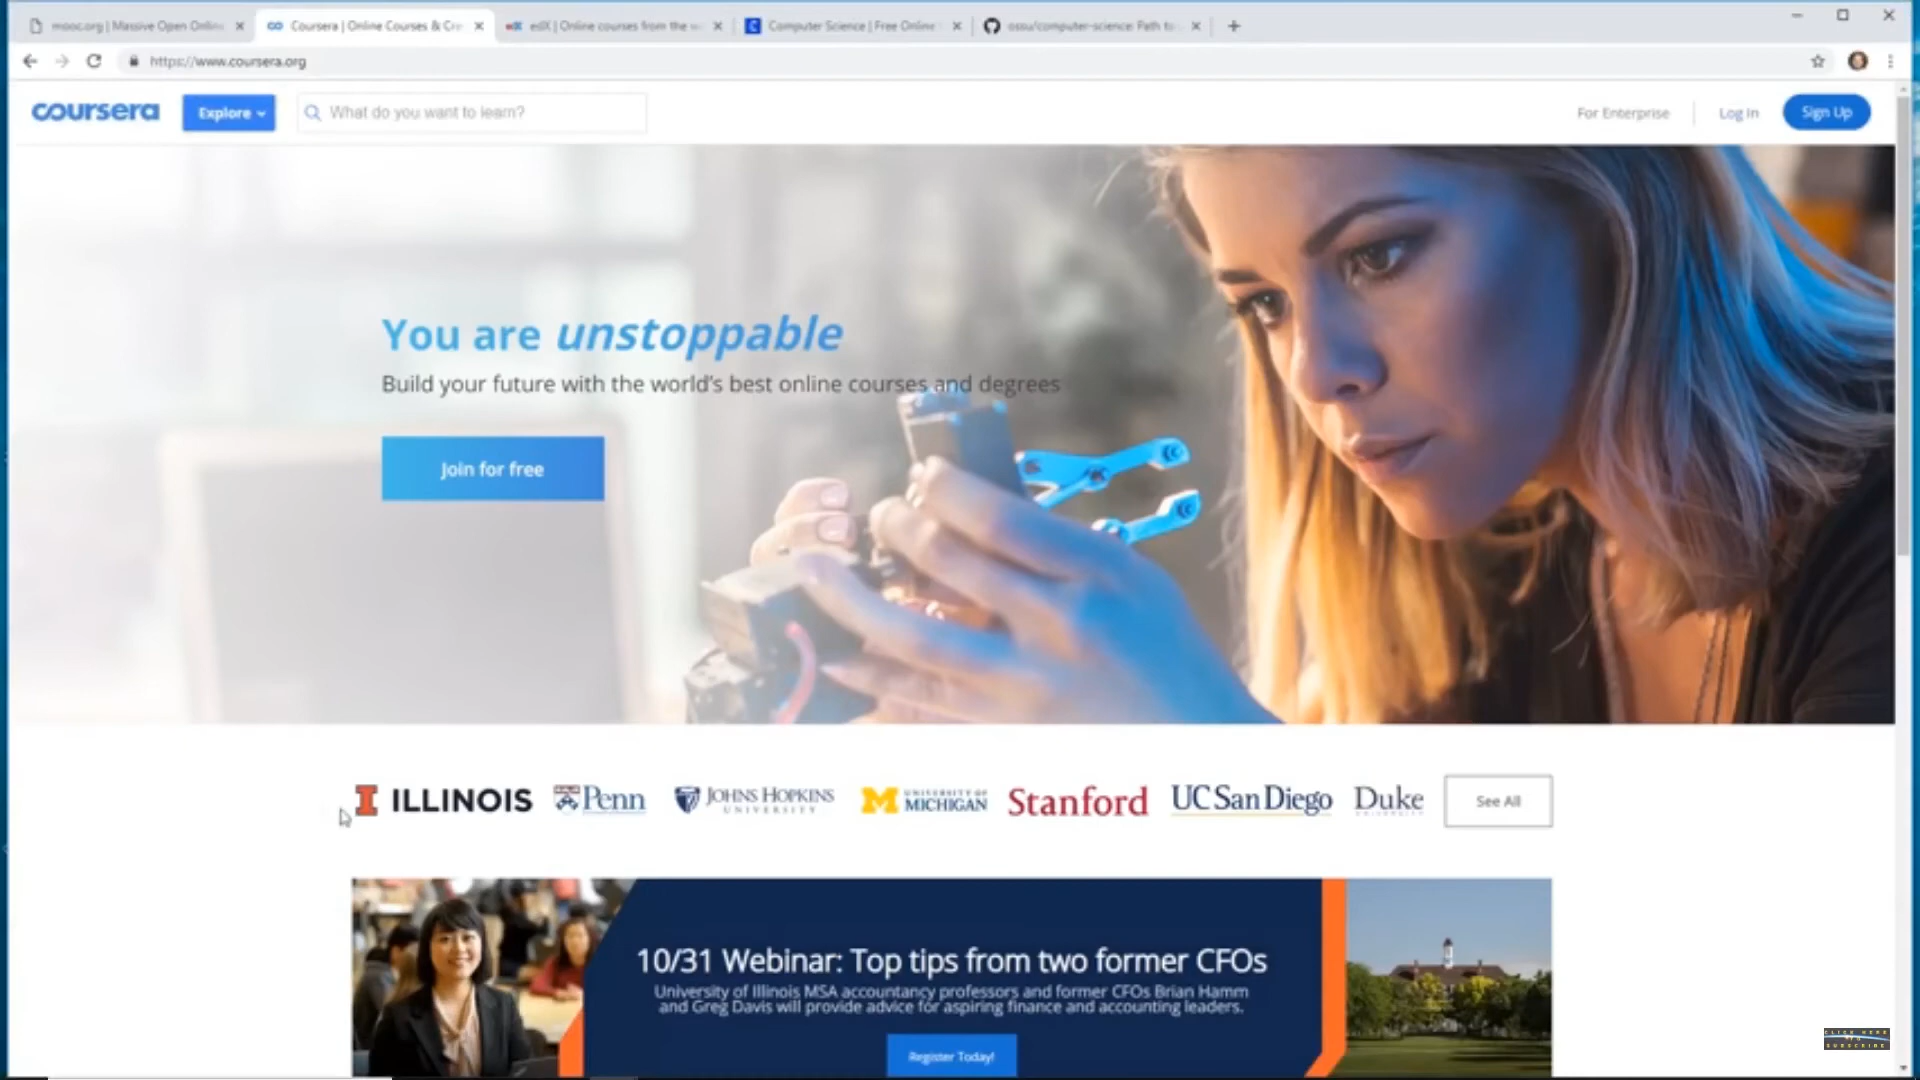 mooc.org | Massive Open Online
Coursera | Online Courses & Cre
edX | Online courses from the w
Computer Science | Free Online
ossu/computer-science: Path to
https://www.coursera.org
coursera
Explore
What do you want to learn?
For Enterprise
Log In
Sign Up
You are unstoppable
Build your future with the world's best online courses and degrees
Join for free
I ILLINOIS
Penn
JOHNS HOPKINS
UNIVERSITY
M UNIVERSITY OF
MICHIGAN
Stanford
UC San Diego
Duke
UNIVERSITY
See All
10/31 Webinar: Top tips from two former CFOs
University of Illinois MSA accountancy professors and former CFOs Brian Hamm
and Greg Davis will provide advice for aspiring finance and accounting leaders.
Register Today!
CLICK HERE
TO
SUBSCRIBE